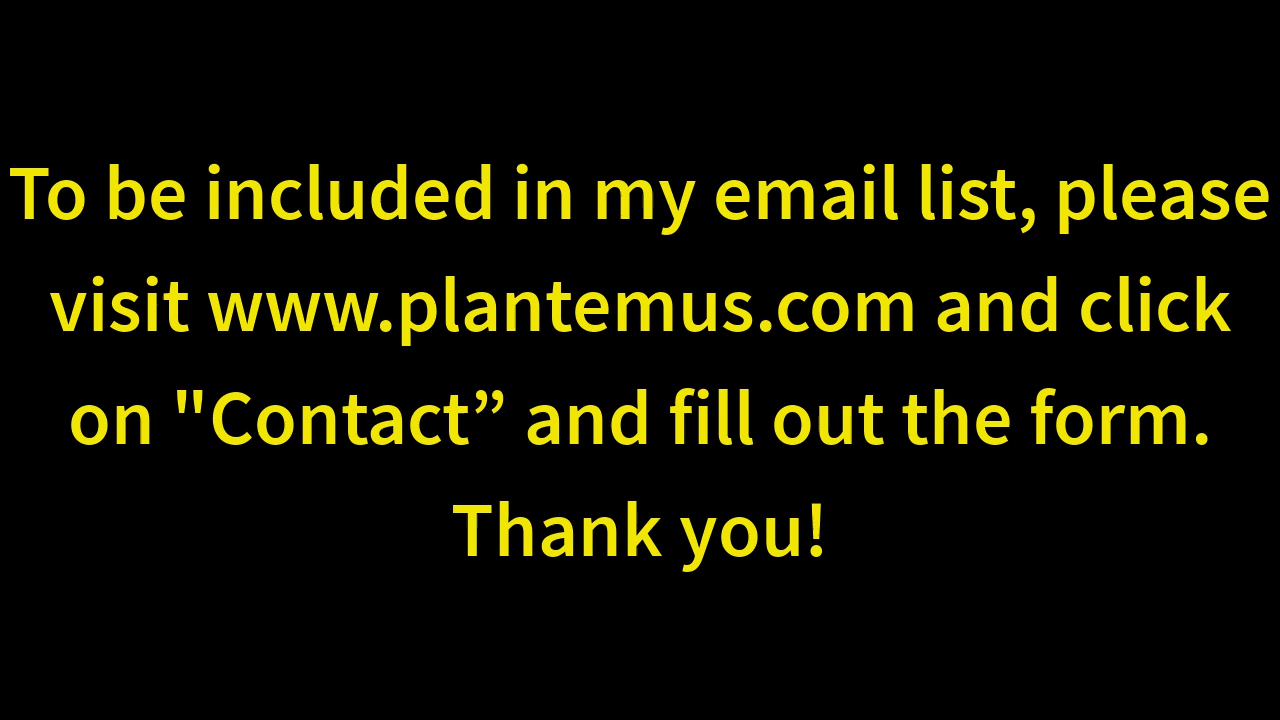 To be included in my email list, please
visit www.plantemus.com and click
on "Contact” and fill out the form.
Thank you!